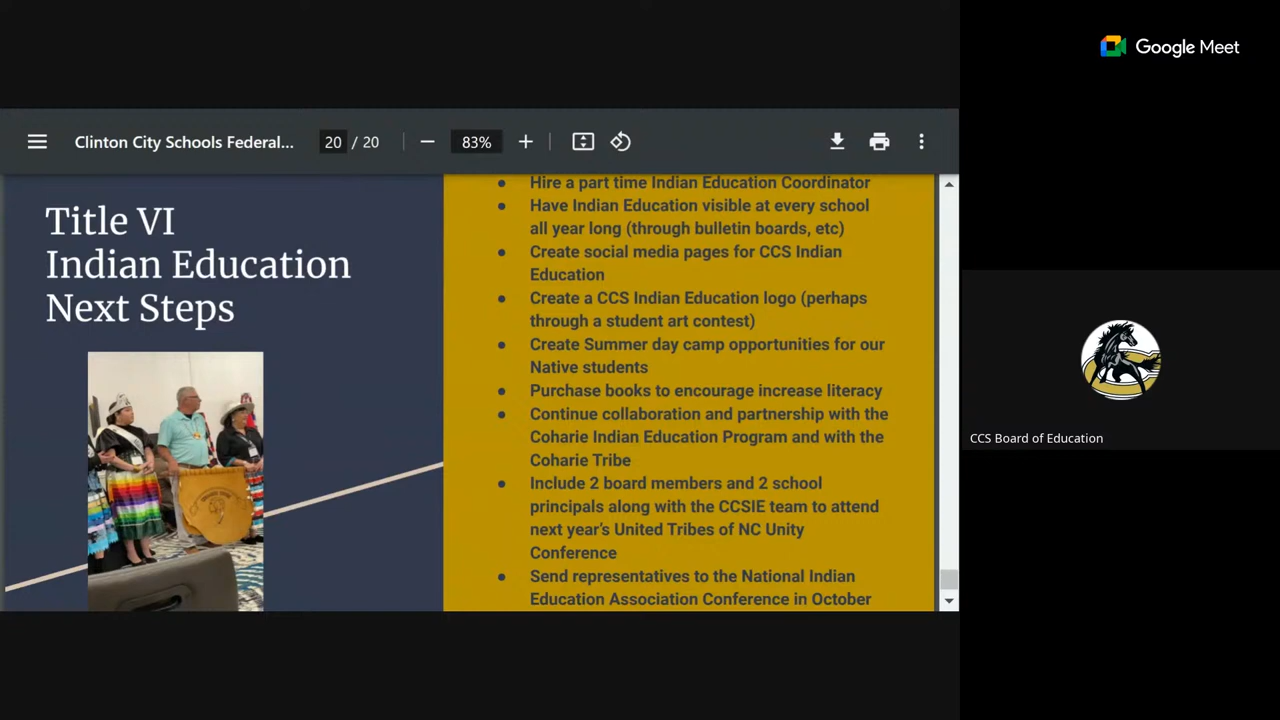 Google Meet
Clinton City Schools Federal...
20 / 20
83%
Title VI
Indian Education
Next Steps
● Hire a part time Indian Education Coordinator
● Have Indian Education visible at every school
all year long (through bulletin boards, etc)
● Create social media pages for CCS Indian
Education
● Create a CCS Indian Education logo (perhaps
through a student art contest)
● Create Summer day camp opportunities for our
Native students
● Purchase books to encourage increase literacy
● Continue collaboration and partnership with the
Coharie Indian Education Program and with the
Coharie Tribe
● Include 2 board members and 2 school
principals along with the CCSIE team to attend
next year's United Tribes of NC Unity
Conference
● Send representatives to the National Indian
Education Association Conference in October
CCS Board of Education